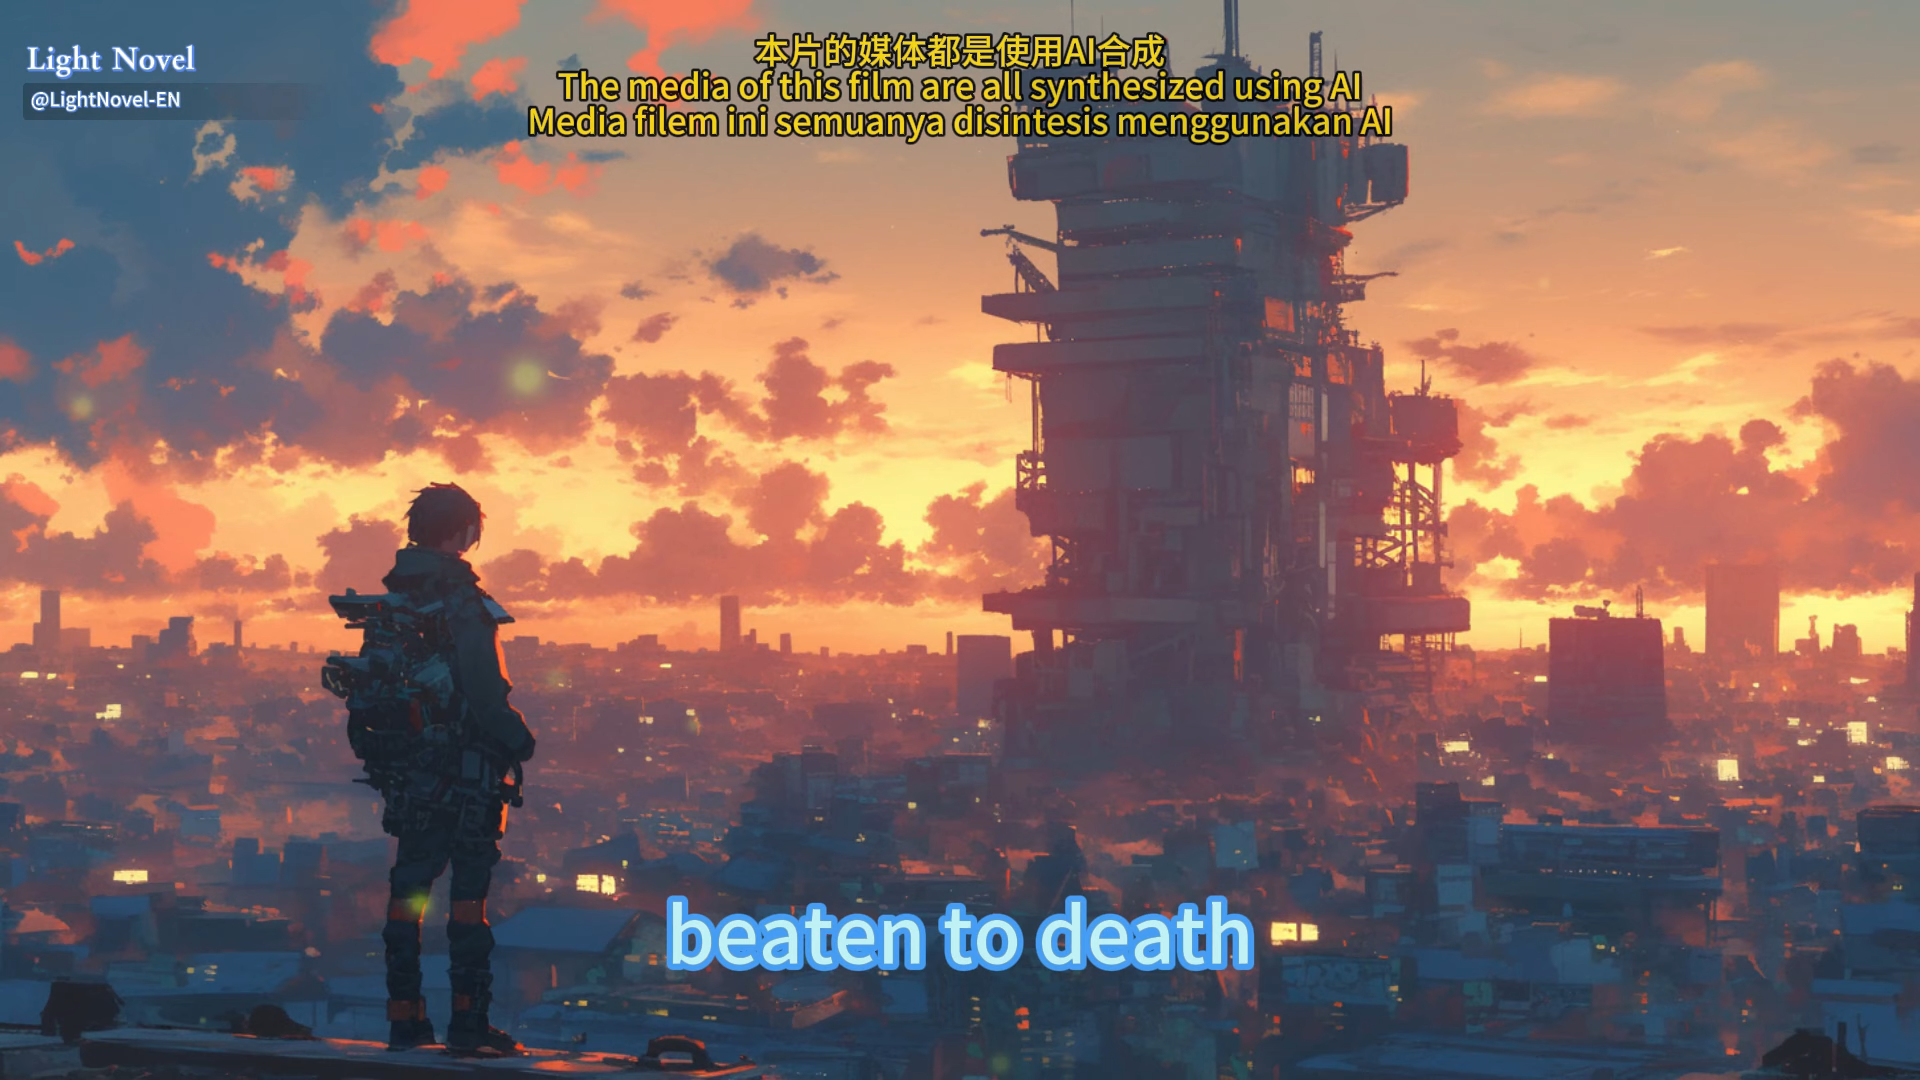 Light Novel
@LightNovel-EN
本片的媒体都是使用AI合成
The media of this film are all synthesized using AI
Media filem ini semuanya disintesis menggunakan AI
beaten to death